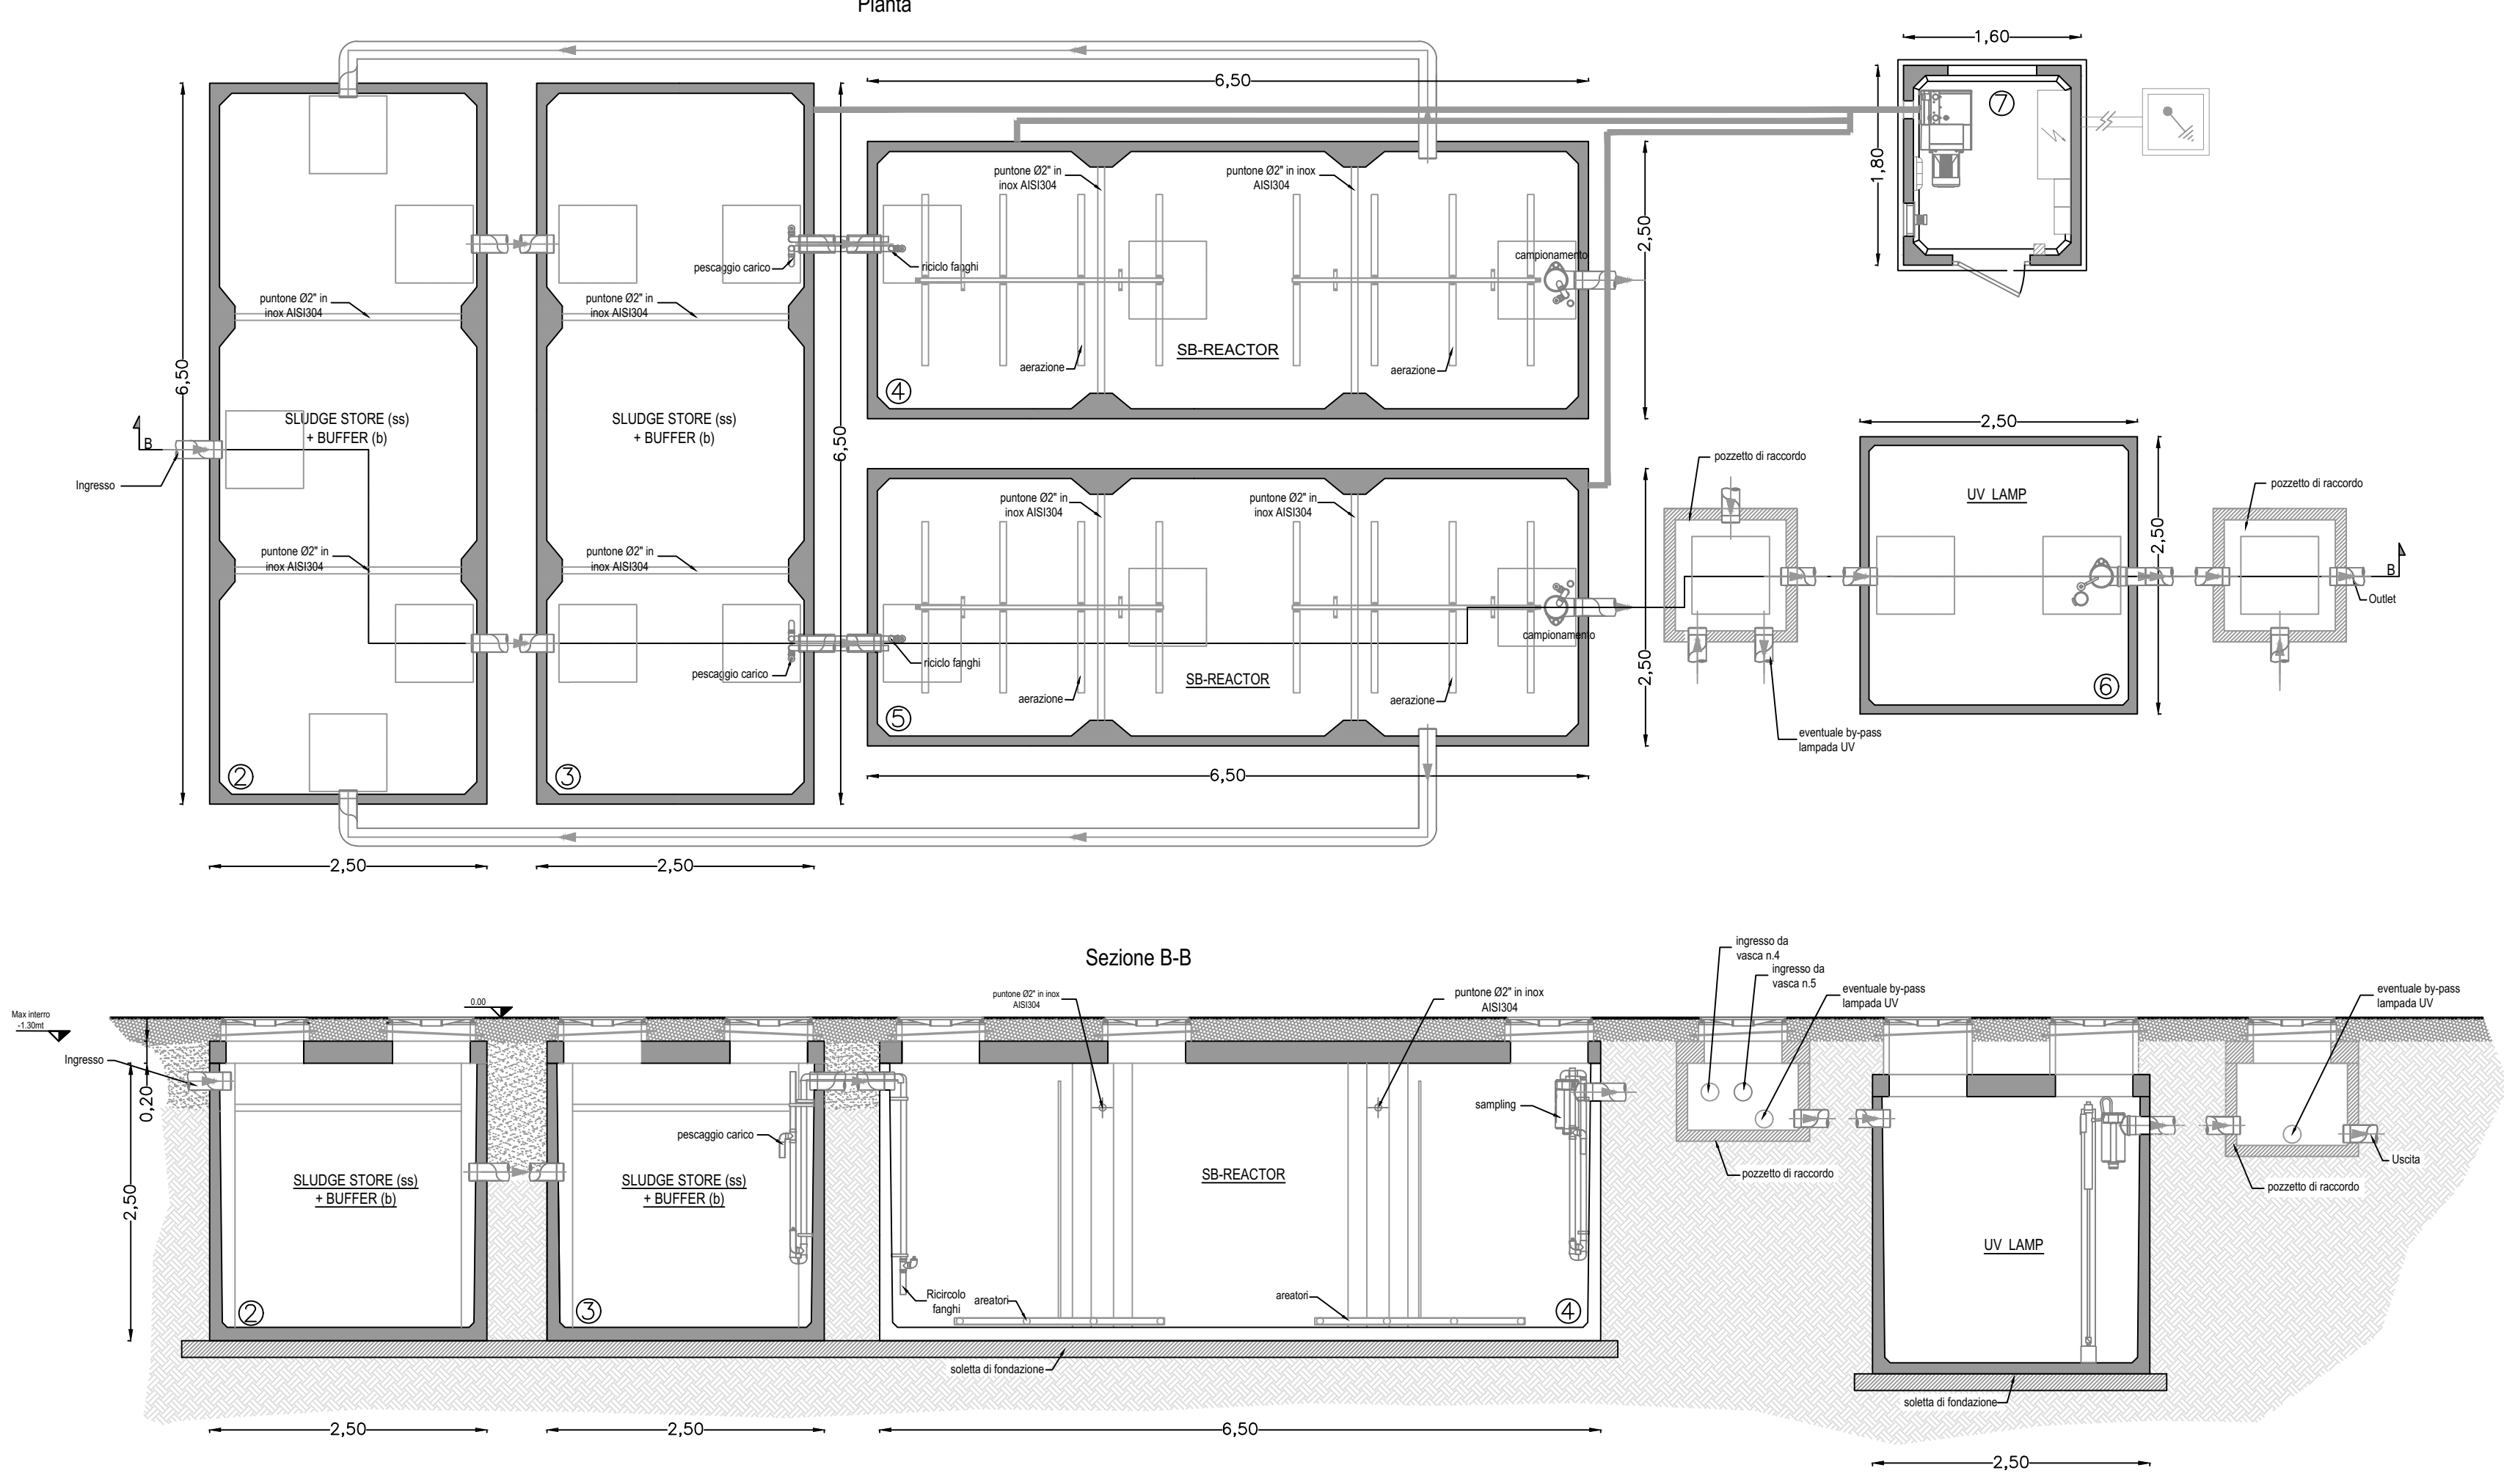 Pianta
1,60
6,50
7
1,80
puntone Ø2" in
inox AISI304
puntone Ø2" in inox
AISI304
2,50
pescaggio carico
riciclo fanghi
campionamento
puntone Ø2" in
inox AISI304
puntone Ø2" in
inox AISI304
SB-REACTOR
aerazione
aerazione
4
6,50
SLUDGE STORE (ss)
+ BUFFER (b)
SLUDGE STORE (ss)
+ BUFFER (b)
6,50
B
Ingresso
2,50
pozzetto di raccordo
UV LAMP
pozzetto di raccordo
puntone Ø2" in
inox AISI304
puntone Ø2" in
inox AISI304
2,50
puntone Ø2" in
inox AISI304
puntone Ø2" in
inox AISI304
B
Outlet
campionamento
riciclo fanghi
pescaggio carico
2,50
SB-REACTOR
aerazione
aerazione
6
5
eventuale by-pass
lampada UV
2
3
6,50
2,50
2,50
Sezione B-B
ingresso da
vasca n.4
ingresso da
vasca n.5
eventuale by-pass
lampada UV
eventuale by-pass
lampada UV
puntone Ø2" in inox
AISI304
puntone Ø2" in inox
AISI304
0.00
Max interro
-1.30mt
Ingresso
0,20
2,50
sampling
pescaggio carico
SLUDGE STORE (ss)
+ BUFFER (b)
SLUDGE STORE (ss)
+ BUFFER (b)
SB-REACTOR
pozzetto di raccordo
Uscita
pozzetto di raccordo
UV LAMP
2
3
Ricircolo
fanghi
areatori
areatori
4
soletta di fondazione
soletta di fondazione
2,50
2,50
6,50
2,50